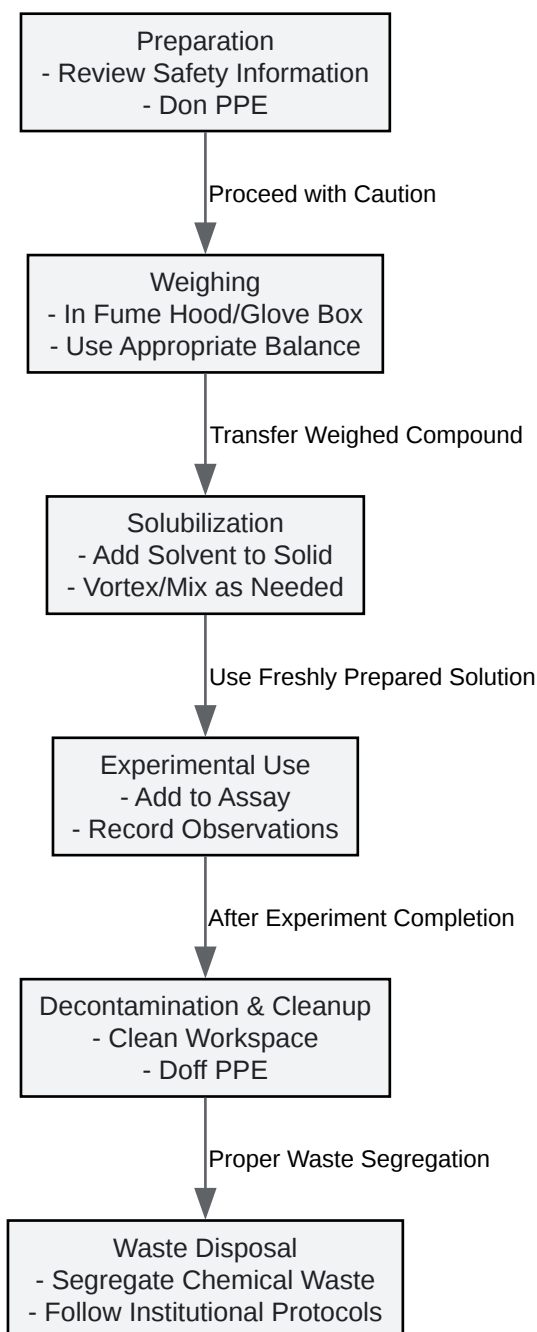 Preparation
- Review Safety Information
- Don PPE
Proceed with Caution
Weighing
- In Fume Hood/Glove Box
- Use Appropriate Balance
Transfer Weighed Compound
Solubilization
- Add Solvent to Solid
- Vortex/Mix as Needed
Use Freshly Prepared Solution
Experimental Use
- Add to Assay
- Record Observations
After Experiment Completion
Decontamination & Cleanup
- Clean Workspace
- Doff PPE
Proper Waste Segregation
Waste Disposal
- Segregate Chemical Waste
- Follow Institutional Protocols